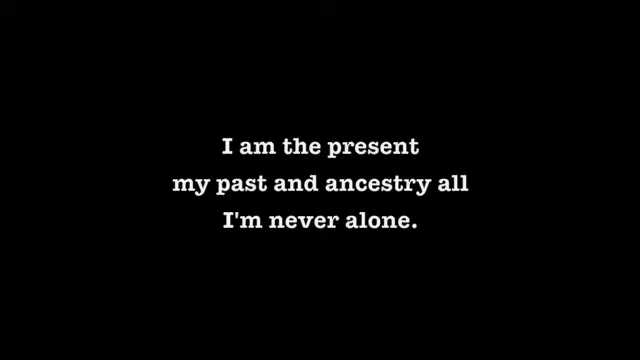 I am the present
my past and ancestry all
I'm never alone.